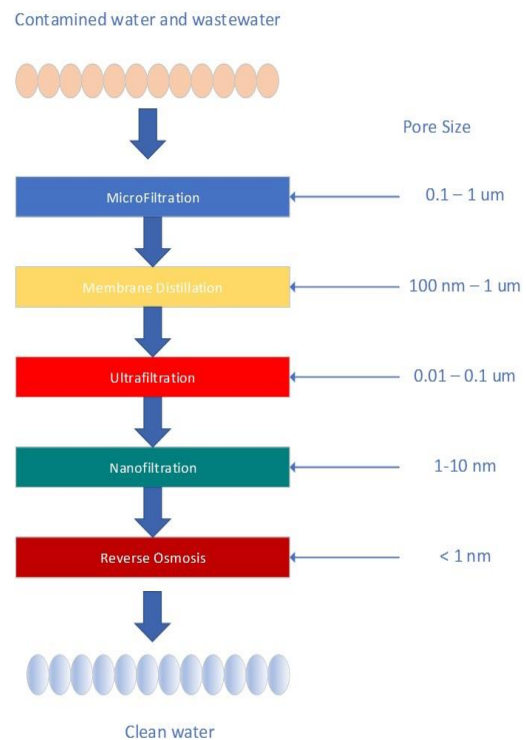 Contamined water and wastewater
Pore Size
MicroFiltration
0.1 – 1 um
Membrane Distillation
100 nm – 1 um
Ultrafiltration
0.01 – 0.1 um
Nanofiltration
1-10 nm
Reverse Osmosis
< 1 nm
Clean water